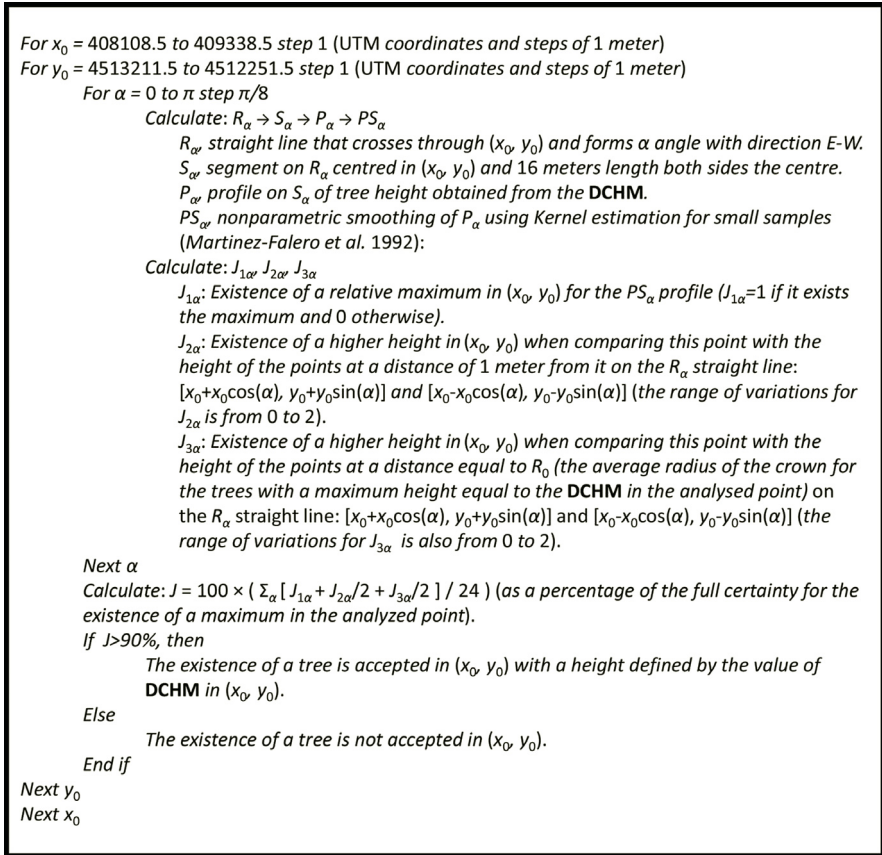 For x₀ = 408108.5 to 409338.5 step 1 (UTM coordinates and steps of 1 meter)
For y₀ = 4513211.5 to 4512251.5 step 1 (UTM coordinates and steps of 1 meter)
For α = 0 to π step π/8
Calculate: Rα → Sα → Pα → PSα
Rα, straight line that crosses through (x₀, y₀) and forms α angle with direction E-W.
Sα, segment on Rα centred in (x₀, y₀) and 16 meters length both sides the centre.
Pα, profile on Sα of tree height obtained from the DCHM.
PSα, nonparametric smoothing of Pα using Kernel estimation for small samples
(Martinez-Falero et al. 1992):
Calculate: J₁α, J₂α, J₃α
J₁α: Existence of a relative maximum in (x₀, y₀) for the PSα profile (J₁α=1 if it exists
the maximum and 0 otherwise).
J₂α: Existence of a higher height in (x₀, y₀) when comparing this point with the
height of the points at a distance of 1 meter from it on the Rα straight line:
[x₀+x₀cos(α), y₀+y₀sin(α)] and [x₀-x₀cos(α), y₀-y₀sin(α)] (the range of variations for
J₂α is from 0 to 2).
J₃α: Existence of a higher height in (x₀, y₀) when comparing this point with the
height of the points at a distance equal to R₀ (the average radius of the crown for
the trees with a maximum height equal to the DCHM in the analysed point) on
the Rα straight line: [x₀+x₀cos(α), y₀+y₀sin(α)] and [x₀-x₀cos(α), y₀-y₀sin(α)] (the
range of variations for J₃α is also from 0 to 2).
Next α
Calculate: J = 100 × ( Σα [ J₁α + J₂α/2 + J₃α/2 ] / 24 ) (as a percentage of the full certainty for the
existence of a maximum in the analyzed point).
If J>90%, then
The existence of a tree is accepted in (x₀, y₀) with a height defined by the value of
DCHM in (x₀, y₀).
Else
The existence of a tree is not accepted in (x₀, y₀).
End if
Next y₀
Next x₀